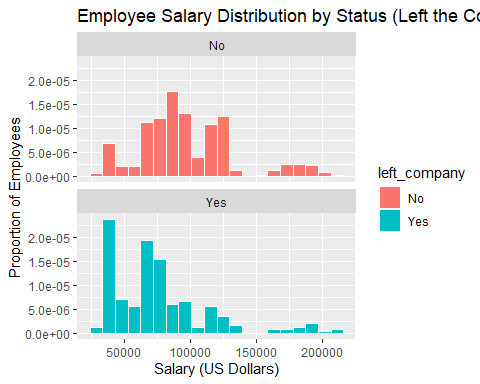 Employee Salary Distribution by Status (Left the Co
No
2.0e-05
1.5e-05
1.0e-05
5.0e-06
0.0e+00
Yes
2.0e-05
1.5e-05
1.0e-05
5.0e-06
0.0e+00
Proportion of Employees
50000 100000 150000 200000
Salary (US Dollars)
left_company
No
Yes